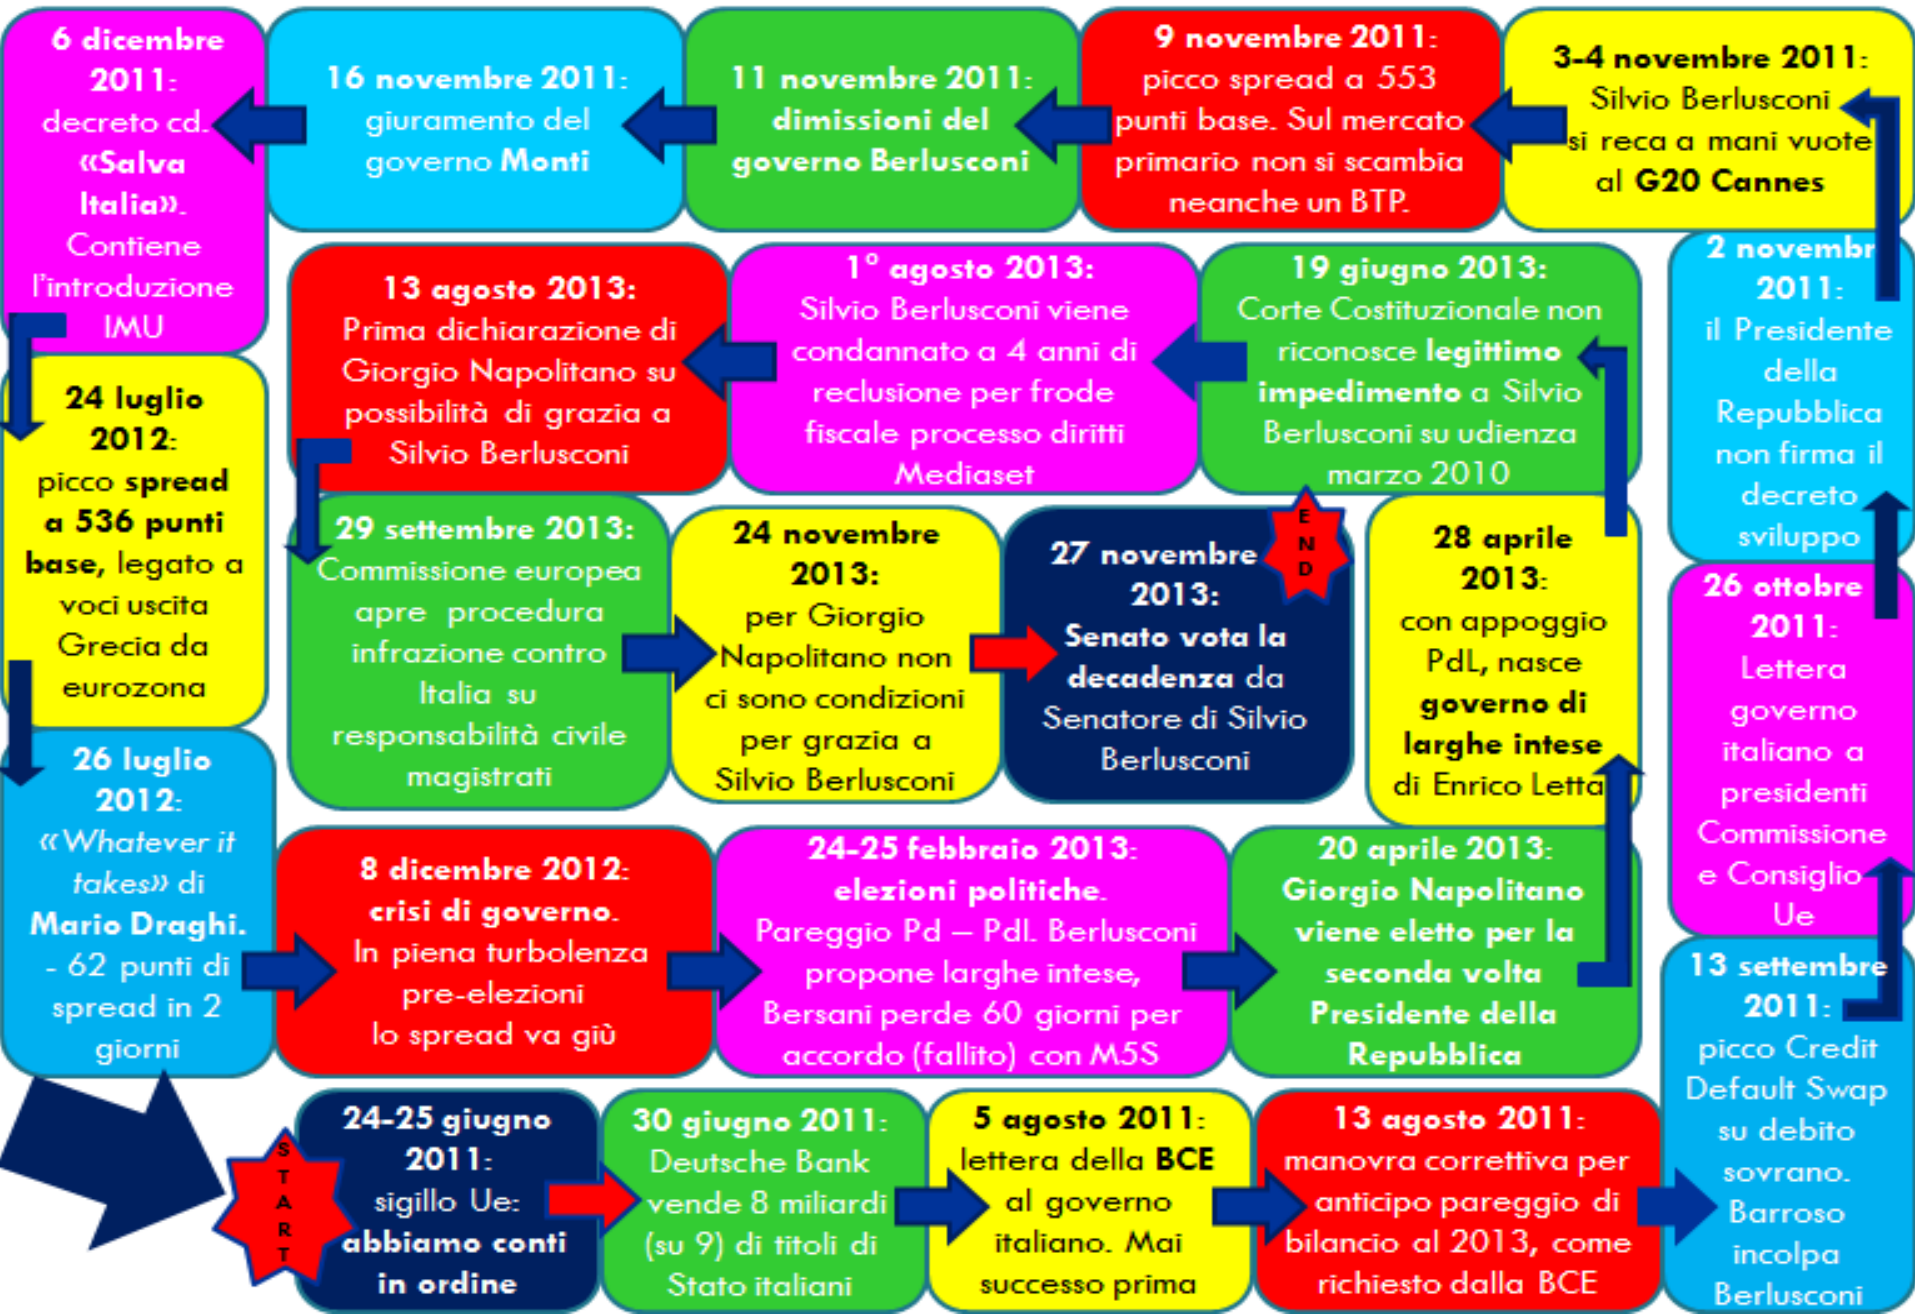 6 dicembre
2011:
decreto cd.
«Salva
Italia».
Contiene
l'introduzione
IMU
16 novembre 2011:
giuramento del
governo Monti
11 novembre 2011:
dimissioni del
governo Berlusconi
9 novembre 2011:
picco spread a 553
punti base. Sul mercato
primario non si scambia
neanche un BTP.
3-4 novembre 2011:
Silvio Berlusconi
si reca a mani vuote
al G20 Cannes
2 novembr
2011:
il Presidente
della
Repubblica
non firma il
decreto
sviluppo
13 agosto 2013:
Prima dichiarazione di
Giorgio Napolitano su
possibilità di grazia a
Silvio Berlusconi
1° agosto 2013:
Silvio Berlusconi viene
condannato a 4 anni di
reclusione per frode
fiscale processo diritti
Mediaset
19 giugno 2013:
Corte Costituzionale non
riconosce legittimo
impedimento a Silvio
Berlusconi su udienza
marzo 2010
24 luglio
2012:
picco spread
a 536 punti
base, legato a
voci uscita
Grecia da
eurozona
29 settembre 2013:
Commissione europea
apre procedura
infrazione contro
Italia su
responsabilità civile
magistrati
24 novembre
2013:
per Giorgio
Napolitano non
ci sono condizioni
per grazia a
Silvio Berlusconi
27 novembre
2013:
Senato vota la
decadenza da
Senatore di Silvio
Berlusconi
END
28 aprile
2013:
con appoggio
PdL, nasce
governo di
larghe intese
di Enrico Letta
26 ottobre
2011:
Lettera
governo
italiano a
presidenti
Commissione
e Consiglio
Ue
26 luglio
2012:
«Whatever it
takes» di
Mario Draghi.
- 62 punti di
spread in 2
giorni
8 dicembre 2012:
crisi di governo.
In piena turbolenza
pre-elezioni
lo spread va giù
24-25 febbraio 2013:
elezioni politiche.
Pareggio Pd – PdL. Berlusconi
propone larghe intese,
Bersani perde 60 giorni per
accordo (fallito) con M5S
20 aprile 2013:
Giorgio Napolitano
viene eletto per la
seconda volta
Presidente della
Repubblica
13 settembre
2011:
picco Credit
Default Swap
su debito
sovrano.
Barroso
incolpa
Berlusconi
START
24-25 giugno
2011:
sigillo Ue:
abbiamo conti
in ordine
30 giugno 2011:
Deutsche Bank
vende 8 miliardi
(su 9) di titoli di
Stato italiani
5 agosto 2011:
lettera della BCE
al governo
italiano. Mai
successo prima
13 agosto 2011:
manovra correttiva per
anticipo pareggio di
bilancio al 2013, come
richiesto dalla BCE